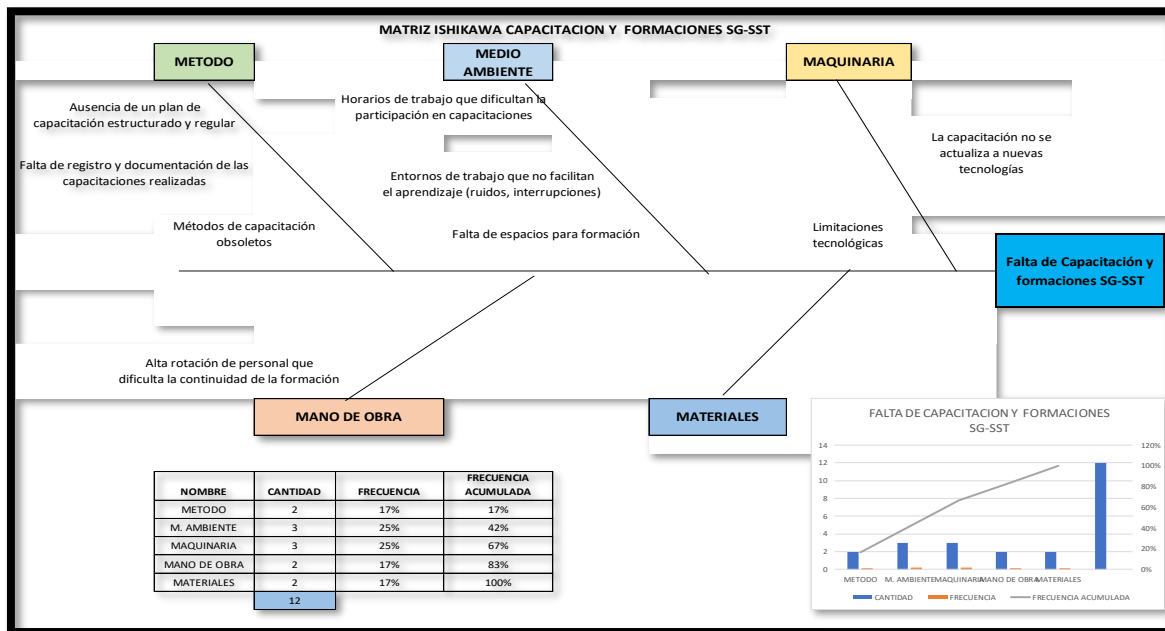 MATRIZ ISHIKAWA CAPACITACION Y FORMACIONES SG-SST
METODO
MEDIO
AMBIENTE
MAQUINARIA
Ausencia de un plan de
capacitación estructurado y regular
Falta de registro y documentación de las
capacitaciones realizadas
Métodos de capacitación
obsoletos
Horarios de trabajo que dificultan la
participación en capacitaciones
Entornos de trabajo que no facilitan
el aprendizaje (ruidos, interrupciones)
Falta de espacios para formación
La capacitación no se
actualiza a nuevas
tecnologías
Limitaciones
tecnológicas
Falta de Capacitación y
formaciones SG-SST
Alta rotación de personal que
dificulta la continuidad de la formación
MANO DE OBRA
MATERIALES
NOMBRE CANTIDAD FRECUENCIA FRECUENCIA ACUMULADA
METODO 2 17% 17%
M. AMBIENTE 3 25% 42%
MAQUINARIA 3 25% 67%
MANO DE OBRA 2 17% 83%
MATERIALES 2 17% 100%
12
FALTA DE CAPACITACION Y FORMACIONES
SG-SST
14 120%
12 100%
10 80%
8
6 60%
4 40%
2 20%
0 0%
METODO M. AMBIENTE MAQUINARIA MANO DE OBRA MATERIALES
CANTIDAD FRECUENCIA FRECUENCIA ACUMULADA